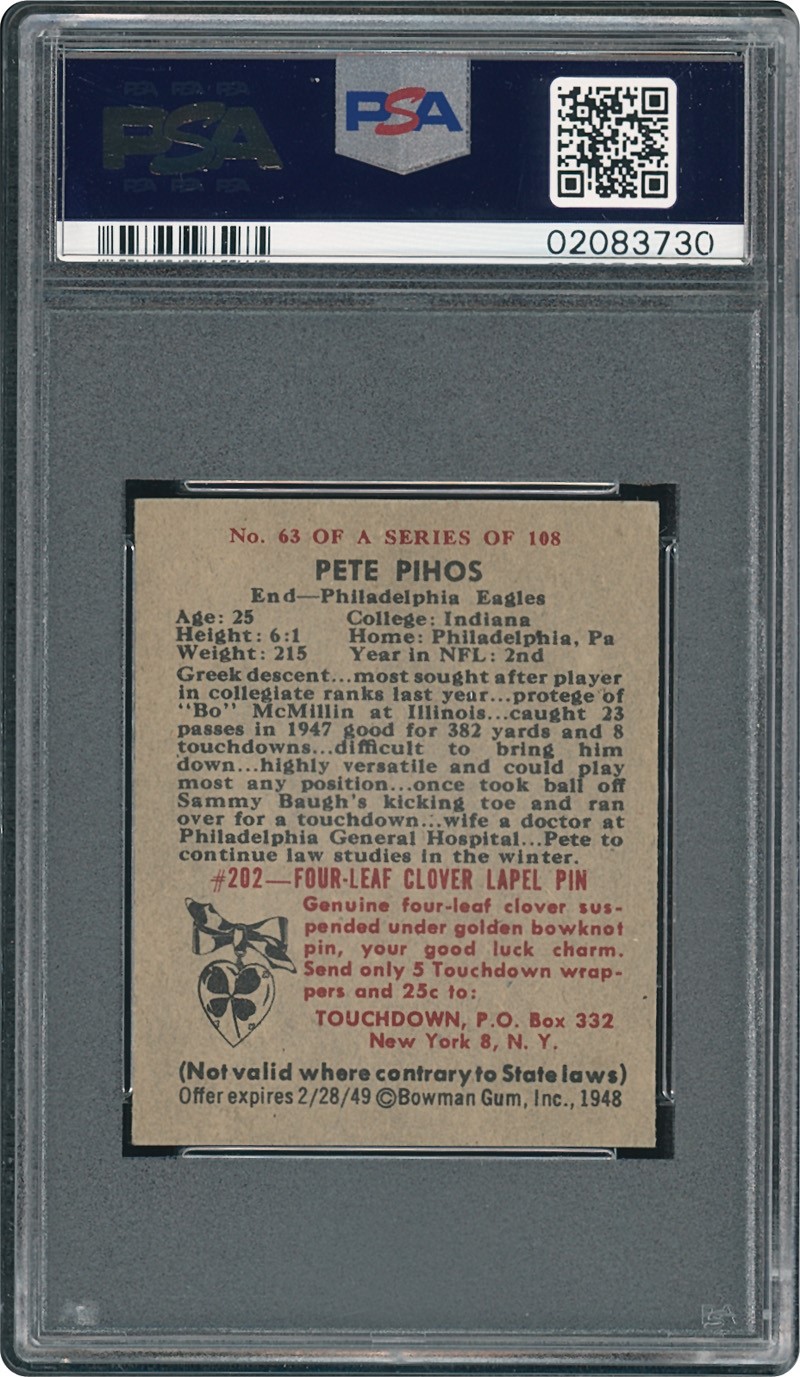 PSA PSA PSA
PSA
PSA PSA PSA
PSA
02083730
No. 63 OF A SERIES OF 108
PETE PIHOS
End—Philadelphia Eagles
Age: 25 College: Indiana
Height: 6:1 Home: Philadelphia, Pa
Weight: 215 Year in NFL: 2nd
Greek descent...most sought after player
in collegiate ranks last year...protege of
"Bo" McMillin at Illinois...caught 23
passes in 1947 good for 382 yards and 8
touchdowns...difficult to bring him
down...highly versatile and could play
most any position...once took ball off
Sammy Baugh's kicking toe and ran
over for a touchdown...wife a doctor at
Philadelphia General Hospital...Pete to
continue law studies in the winter.
#202—FOUR-LEAF CLOVER LAPEL PIN
Genuine four-leaf clover sus-
pended under golden bowknot
pin, your good luck charm.
Send only 5 Touchdown wrap-
pers and 25c to:
TOUCHDOWN, P.O. Box 332
New York 8, N. Y.
(Not valid where contrary to State laws)
Offer expires 2/28/49 ©Bowman Gum, Inc., 1948
PSA